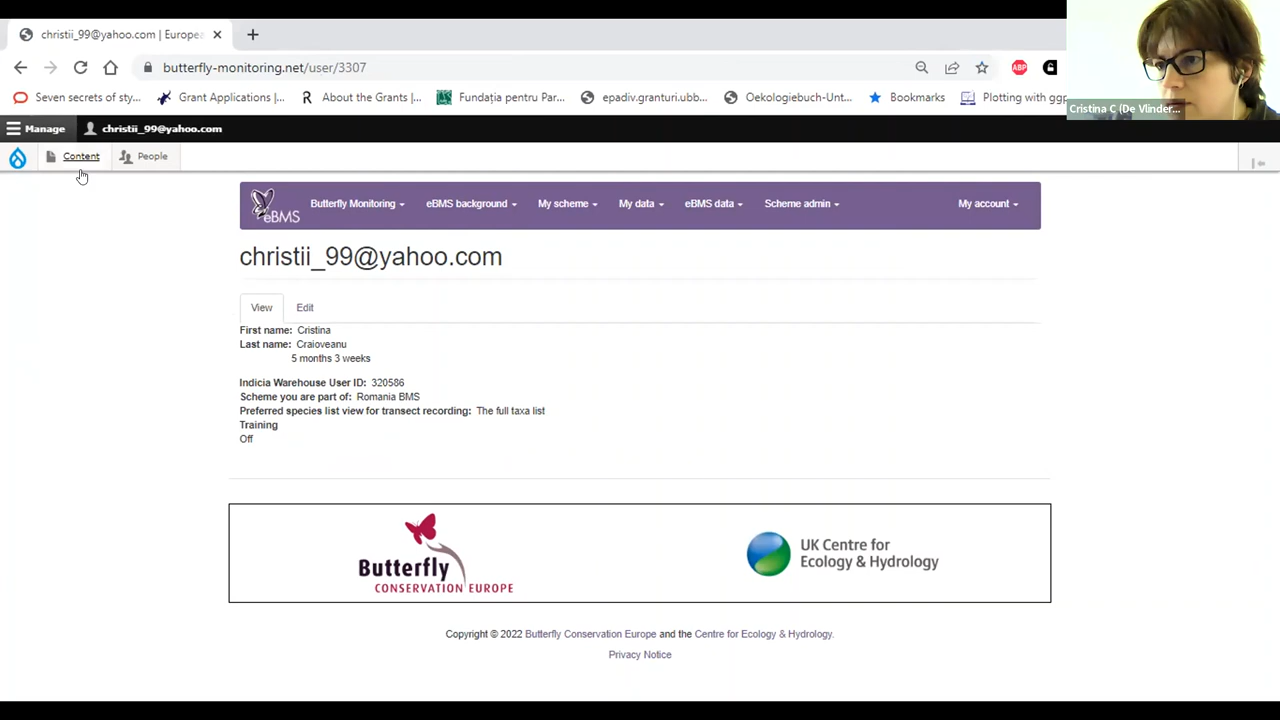 christii_99@yahoo.com | Europea
butterfly-monitoring.net/user/3307
ABP
Seven secrets of sty...
Grant Applications |...
About the Grants |...
Fundația pentru Par...
epadiv.granturi.ubb...
Oekologiebuch-Unt...
Bookmarks
Plotting with ggp
Cristina C (De Vlinder...
Manage
christii_99@yahoo.com
Content
People
eBMS
Butterfly Monitoring
eBMS background
My scheme
My data
eBMS data
Scheme admin
My account
christii_99@yahoo.com
View
Edit
First name: Cristina
Last name: Craioveanu
5 months 3 weeks
Indicia Warehouse User ID: 320586
Scheme you are part of: Romania BMS
Preferred species list view for transect recording: The full taxa list
Training
Off
Butterfly
CONSERVATION EUROPE
UK Centre for
Ecology & Hydrology
Copyright © 2022 Butterfly Conservation Europe and the Centre for Ecology & Hydrology.
Privacy Notice